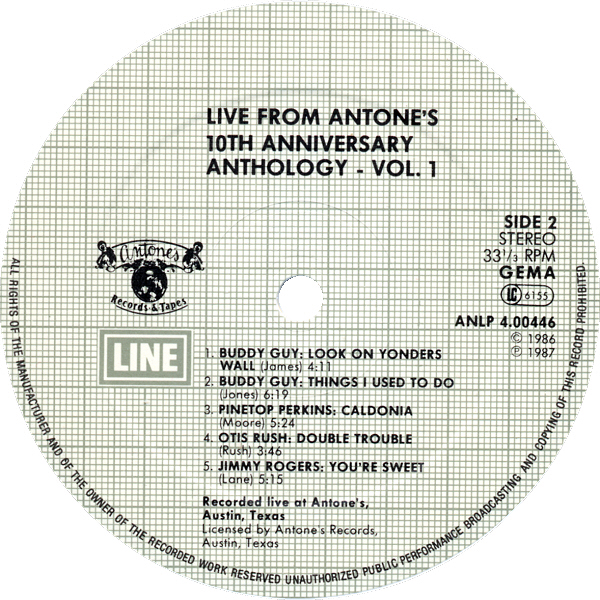 LIVE FROM ANTONE'S
10TH ANNIVERSARY
ANTHOLOGY - VOL. 1
SIDE 2
STEREO
33 1/3 RPM
GEMA
LC 6155
ANLP 4.00446
© 1986
℗ 1987
Antone's
Records & Tapes
LINE
1. BUDDY GUY: LOOK ON YONDERS
WALL (James) 4:11
2. BUDDY GUY: THINGS I USED TO DO
(Jones) 6:19
3. PINETOP PERKINS: CALDONIA
(Moore) 5:24
4. OTIS RUSH: DOUBLE TROUBLE
(Rush) 3:46
5. JIMMY ROGERS: YOU'RE SWEET
(Lane) 5:15
Recorded live at Antone's,
Austin, Texas
Licensed by Antone's Records,
Austin, Texas
ALL RIGHTS OF THE MANUFACTURER AND OF THE OWNER OF THE RECORDED WORK RESERVED UNAUTHORIZED PUBLIC PERFORMANCE BROADCASTING AND COPYING OF THIS RECORD PROHIBITED.